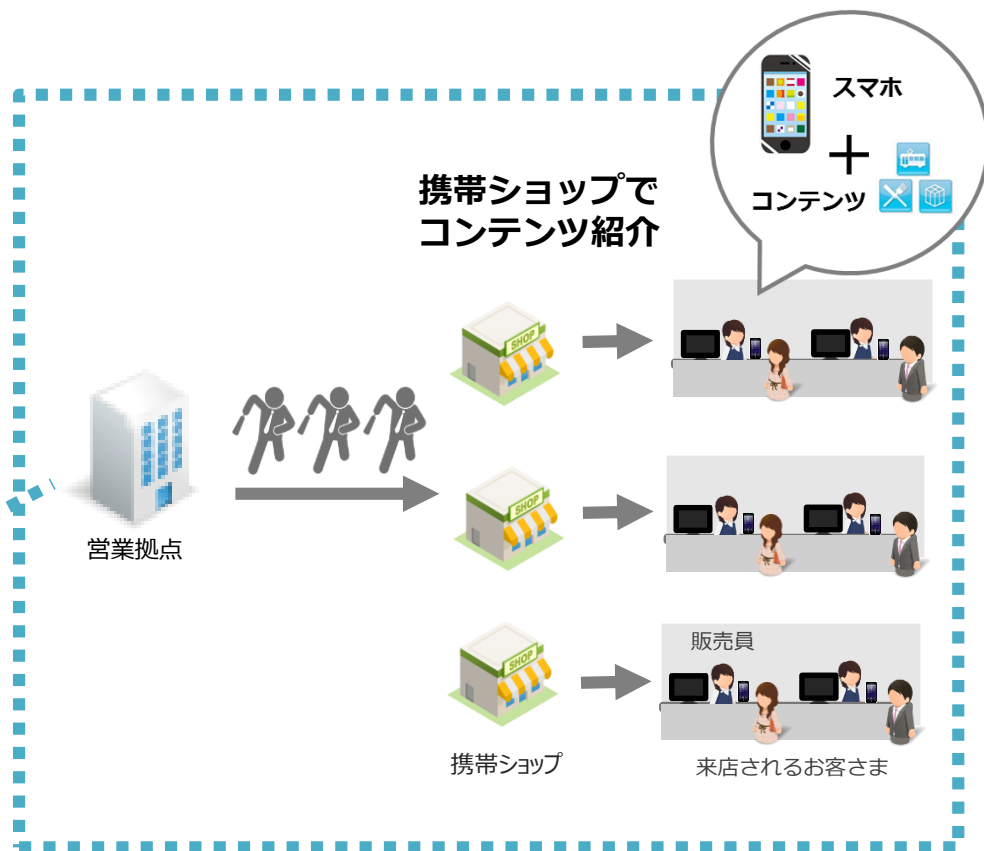 スマホ
＋
コンテンツ
携帯ショップで
コンテンツ紹介
SHOP
営業拠点
SHOP
SHOP
販売員
携帯ショップ
来店されるお客さま